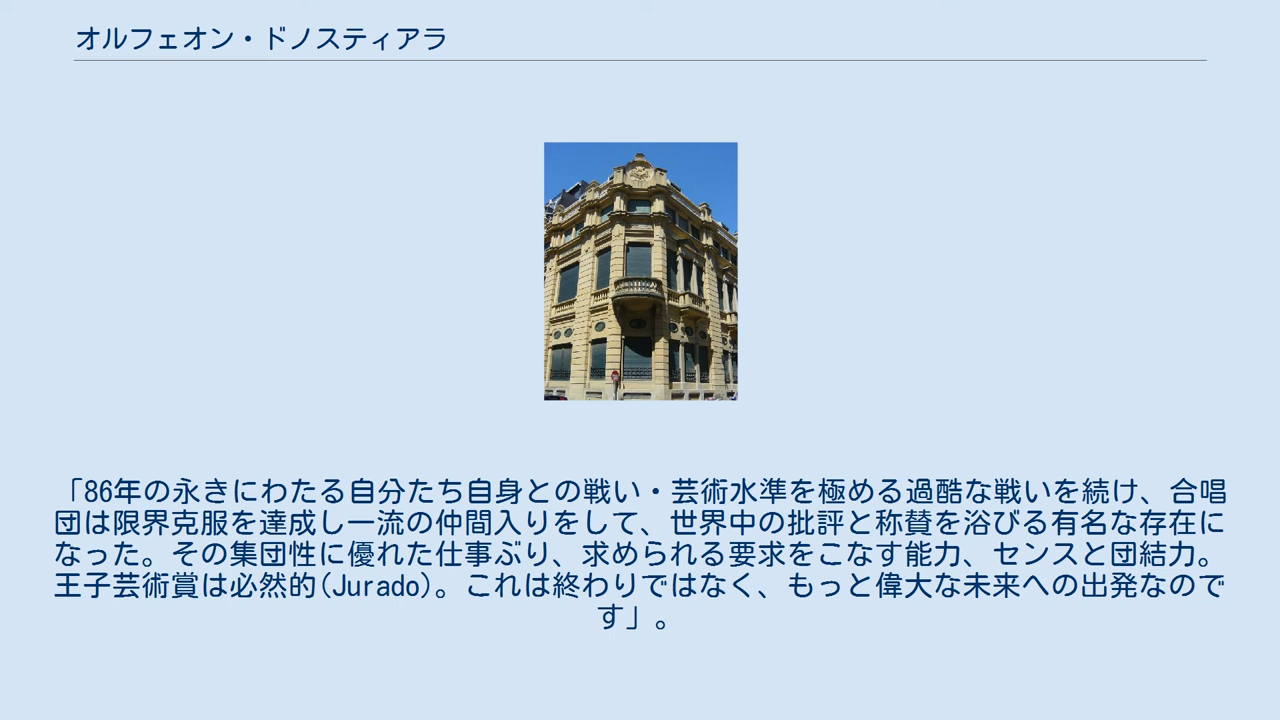 オルフェオン・ドノスティアラ
「86年の永きにわたる自分たち自身との戦い・芸術水準を極める過酷な戦いを続け、合唱
団は限界克服を達成し一流の仲間入りをして、世界中の批評と称賛を浴びる有名な存在に
なった。その集団性に優れた仕事ぶり、求められる要求をこなす能力、センスと団結力。
王子芸術賞は必然的(Jurado)。これは終わりではなく、もっと偉大な未来への出発なので
す」。